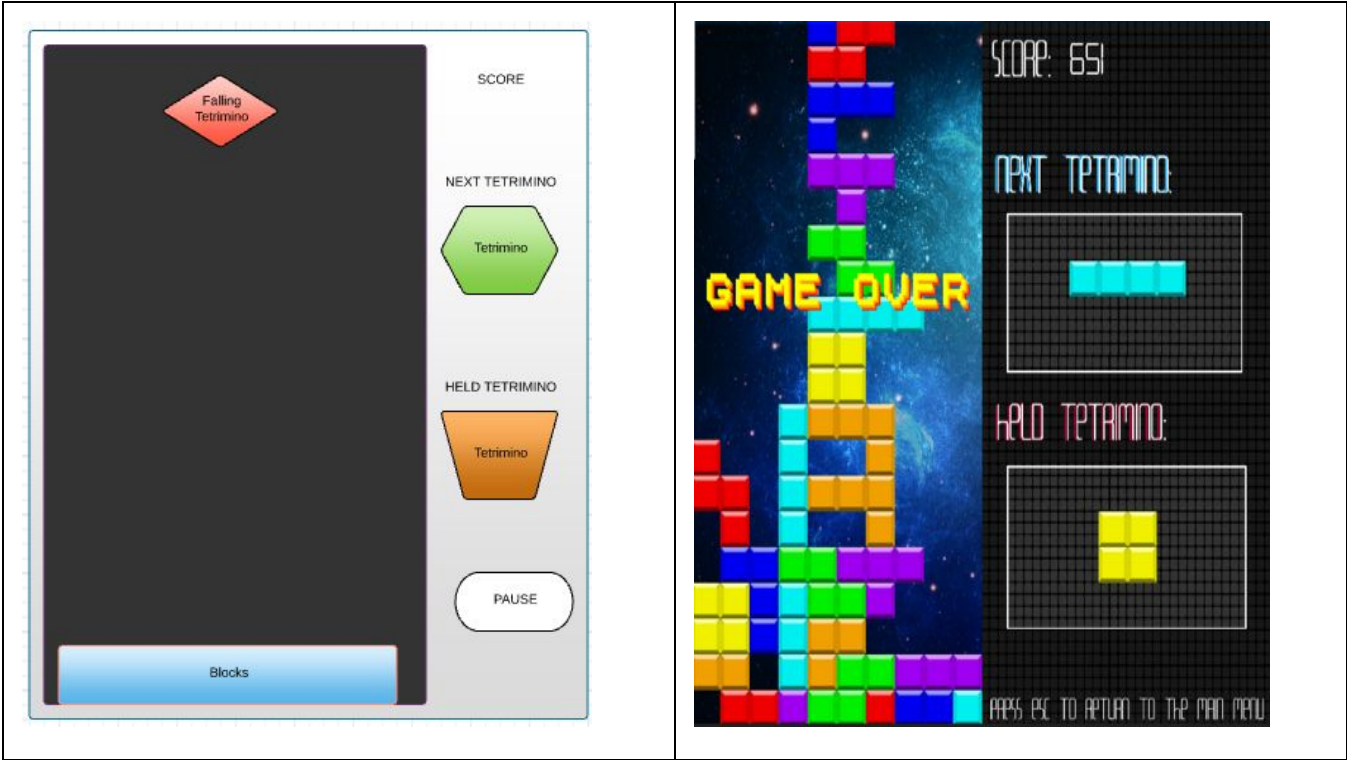 Falling
Tetrimino
SCORE
NEXT TETRIMINO
Tetrimino
HELD TETRIMINO
Tetrimino
PAUSE
Blocks
SCORE: 651
NEXT TETRIMINO:
GAME OVER
HELD TETRIMINO:
PRESS ESC TO RETURN TO THE MAIN MENU